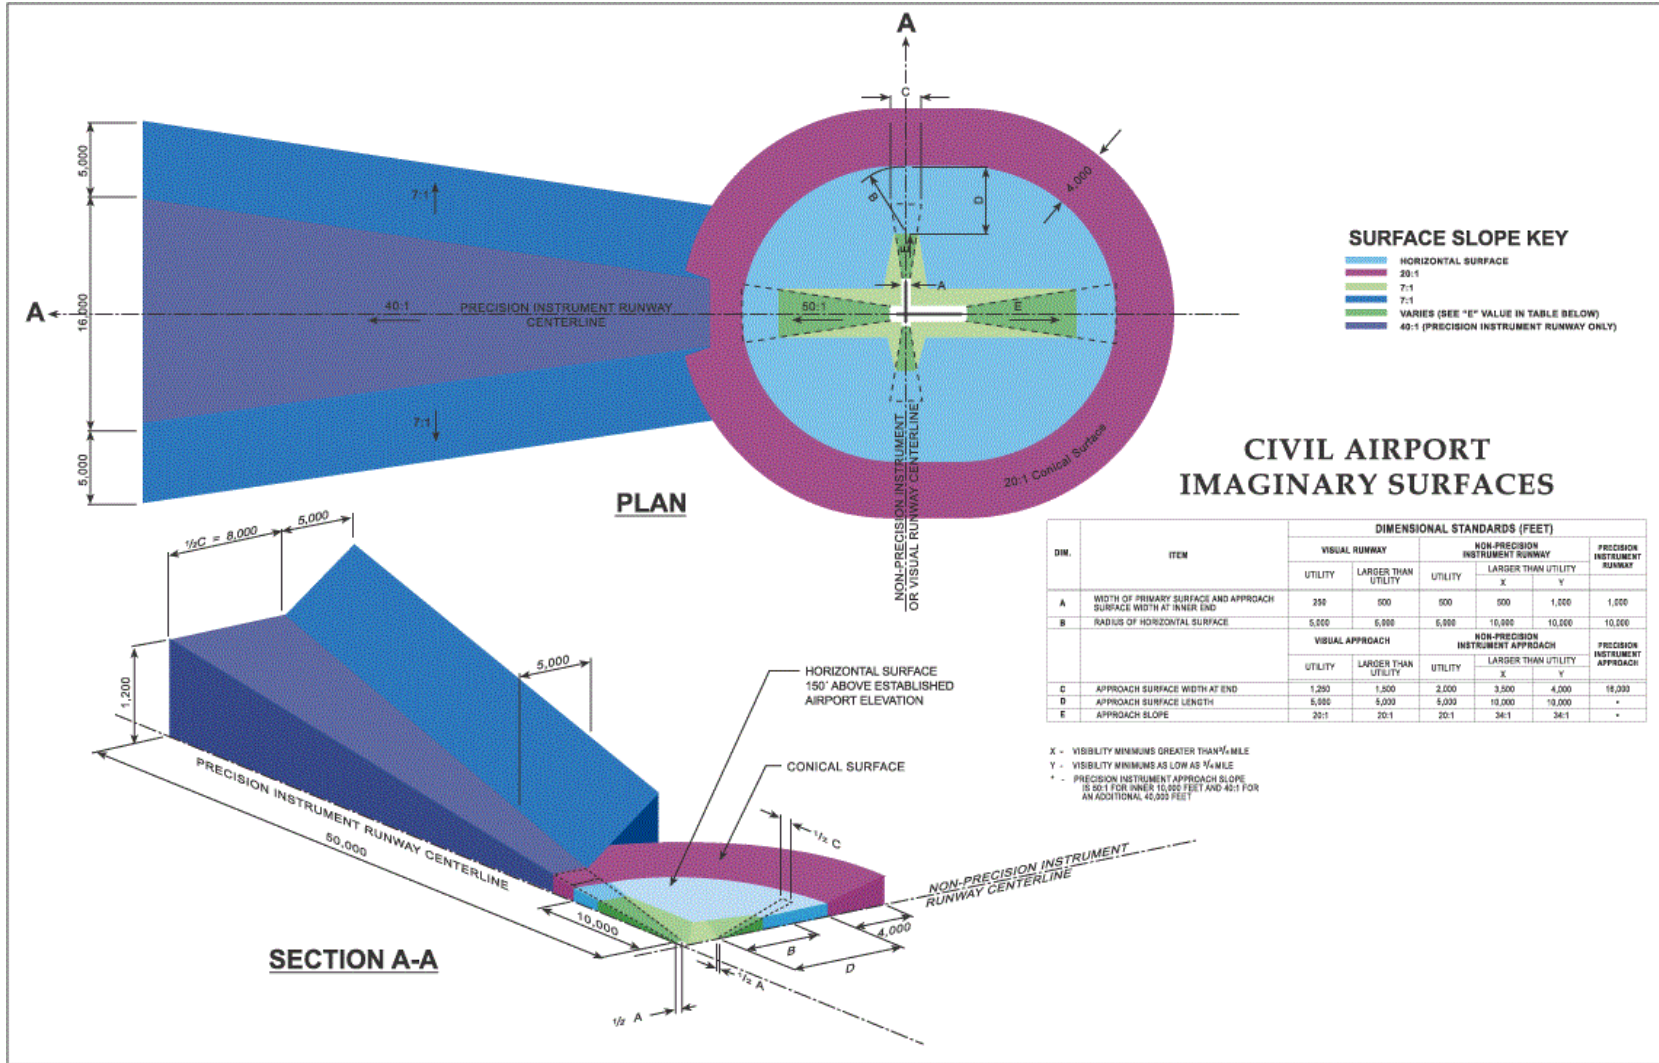 A
C
5,000
7:1
B
D
4,000
E
A
A
16,000
40:1
PRECISION INSTRUMENT RUNWAY
CENTERLINE
50:1
E
7:1
5,000
20:1 Conical Surface
NON-PRECISION INSTRUMENT
OR VISUAL RUNWAY CENTERLINE
PLAN
SURFACE SLOPE KEY
HORIZONTAL SURFACE
20:1
7:1
7:1
VARIES (SEE "E" VALUE IN TABLE BELOW)
40:1 (PRECISION INSTRUMENT RUNWAY ONLY)
CIVIL AIRPORT
IMAGINARY SURFACES
DIMENSIONAL STANDARDS (FEET)
DIM. ITEM VISUAL RUNWAY NON-PRECISION INSTRUMENT RUNWAY PRECISION INSTRUMENT RUNWAY
UTILITY LARGER THAN UTILITY UTILITY LARGER THAN UTILITY
X Y
A WIDTH OF PRIMARY SURFACE AND APPROACH SURFACE WIDTH AT INNER END 250 500 500 500 1,000 1,000
B RADIUS OF HORIZONTAL SURFACE 5,000 5,000 5,000 10,000 10,000 10,000
VISUAL APPROACH NON-PRECISION INSTRUMENT APPROACH PRECISION INSTRUMENT APPROACH
UTILITY LARGER THAN UTILITY UTILITY LARGER THAN UTILITY
X Y
C APPROACH SURFACE WIDTH AT END 1,250 1,500 2,000 3,500 4,000 16,000
D APPROACH SURFACE LENGTH 5,000 5,000 5,000 10,000 10,000 *
E APPROACH SLOPE 20:1 20:1 20:1 34:1 34:1 *
X - VISIBILITY MINIMUMS GREATER THAN 3/4 MILE
Y - VISIBILITY MINIMUMS AS LOW AS 3/4 MILE
* - PRECISION INSTRUMENT APPROACH SLOPE
IS 50:1 FOR INNER 10,000 FEET AND 40:1 FOR
AN ADDITIONAL 40,000 FEET
½C = 8,000
5,000
1,200
5,000
HORIZONTAL SURFACE
150' ABOVE ESTABLISHED
AIRPORT ELEVATION
CONICAL SURFACE
½ C
PRECISION INSTRUMENT RUNWAY CENTERLINE
50,000
10,000
NON-PRECISION INSTRUMENT
RUNWAY CENTERLINE
4,000
B
D
½ A
½ A
SECTION A-A